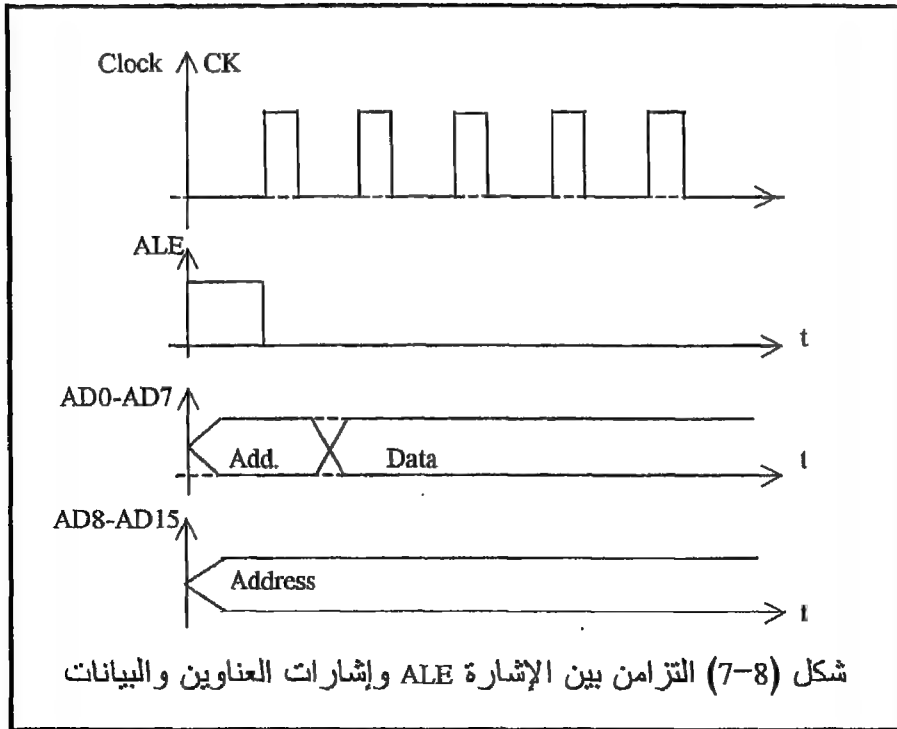 Clock CK
ALE
t
AD0-AD7
Add. Data
t
AD8-AD15
Address
t
شكل (8-7) التزامن بين الإشارة ALE وإشارات العناوين والبيانات